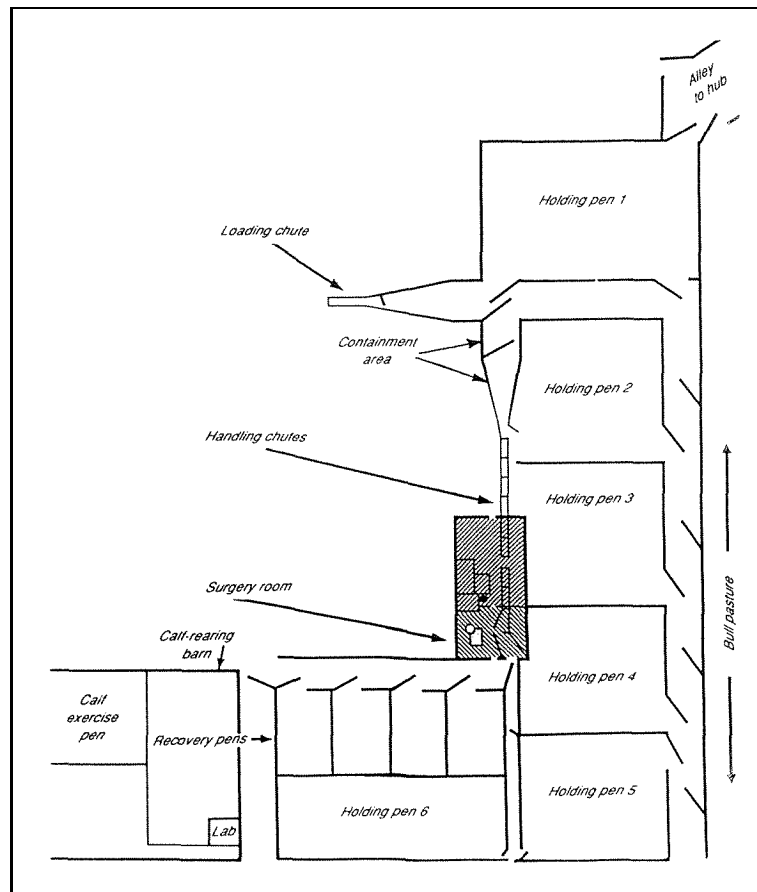 Alley
to hub
Holding pen 1
Loading chute
Containment
area
Holding pen 2
Handling chutes
Holding pen 3
Surgery room
Bull pasture
Calf-rearing
barn
Holding pen 4
Calf
exercise
pen
Recovery pens
Holding pen 5
Holding pen 6
Lab